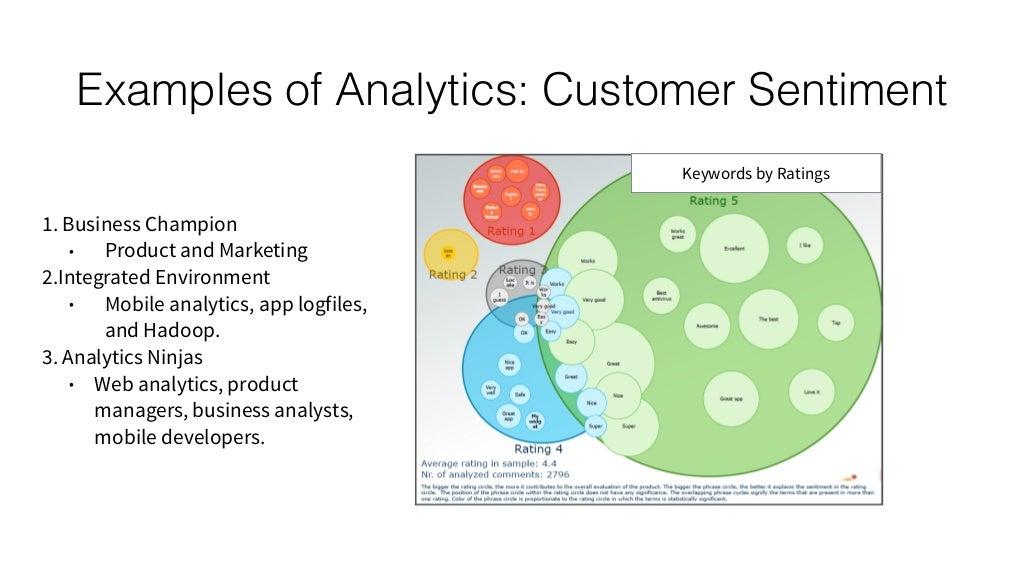 Examples of Analytics: Customer Sentiment
1. Business Champion
• Product and Marketing
2.Integrated Environment
• Mobile analytics, app logfiles,
and Hadoop.
3. Analytics Ninjas
• Web analytics, product
managers, business analysts,
mobile developers.
Keywords by Ratings
Rating 5
Rating 1
Rating 2
Rating 3
Rating 4
Works
great
Excellent
I like
Works
Best
antivirus
Very good
Awesome
The best
Top
Easy
Great
Great app
Love it
Nice
Super
Works
Very good
Easy
Great
Nice
Super
I
guess
It is
OK
OK
Very good
Nice
app
Very
well
Safe
Great
app
My
widg
et
Average rating in sample: 4.4
Nr. of analyzed comments: 2796
The bigger the rating circle, the more it contributes to the overall evaluation of the product. The bigger the phrase circle, the better it explains the sentiment in the rating
circle. The position of the phrase circle within the rating circle does not have any significance. The overlapping phrase cycles signify the terms that are present in more than
one rating. Color of the phrase circle is proportionate to the rating circle in which the terms is statistically significant.